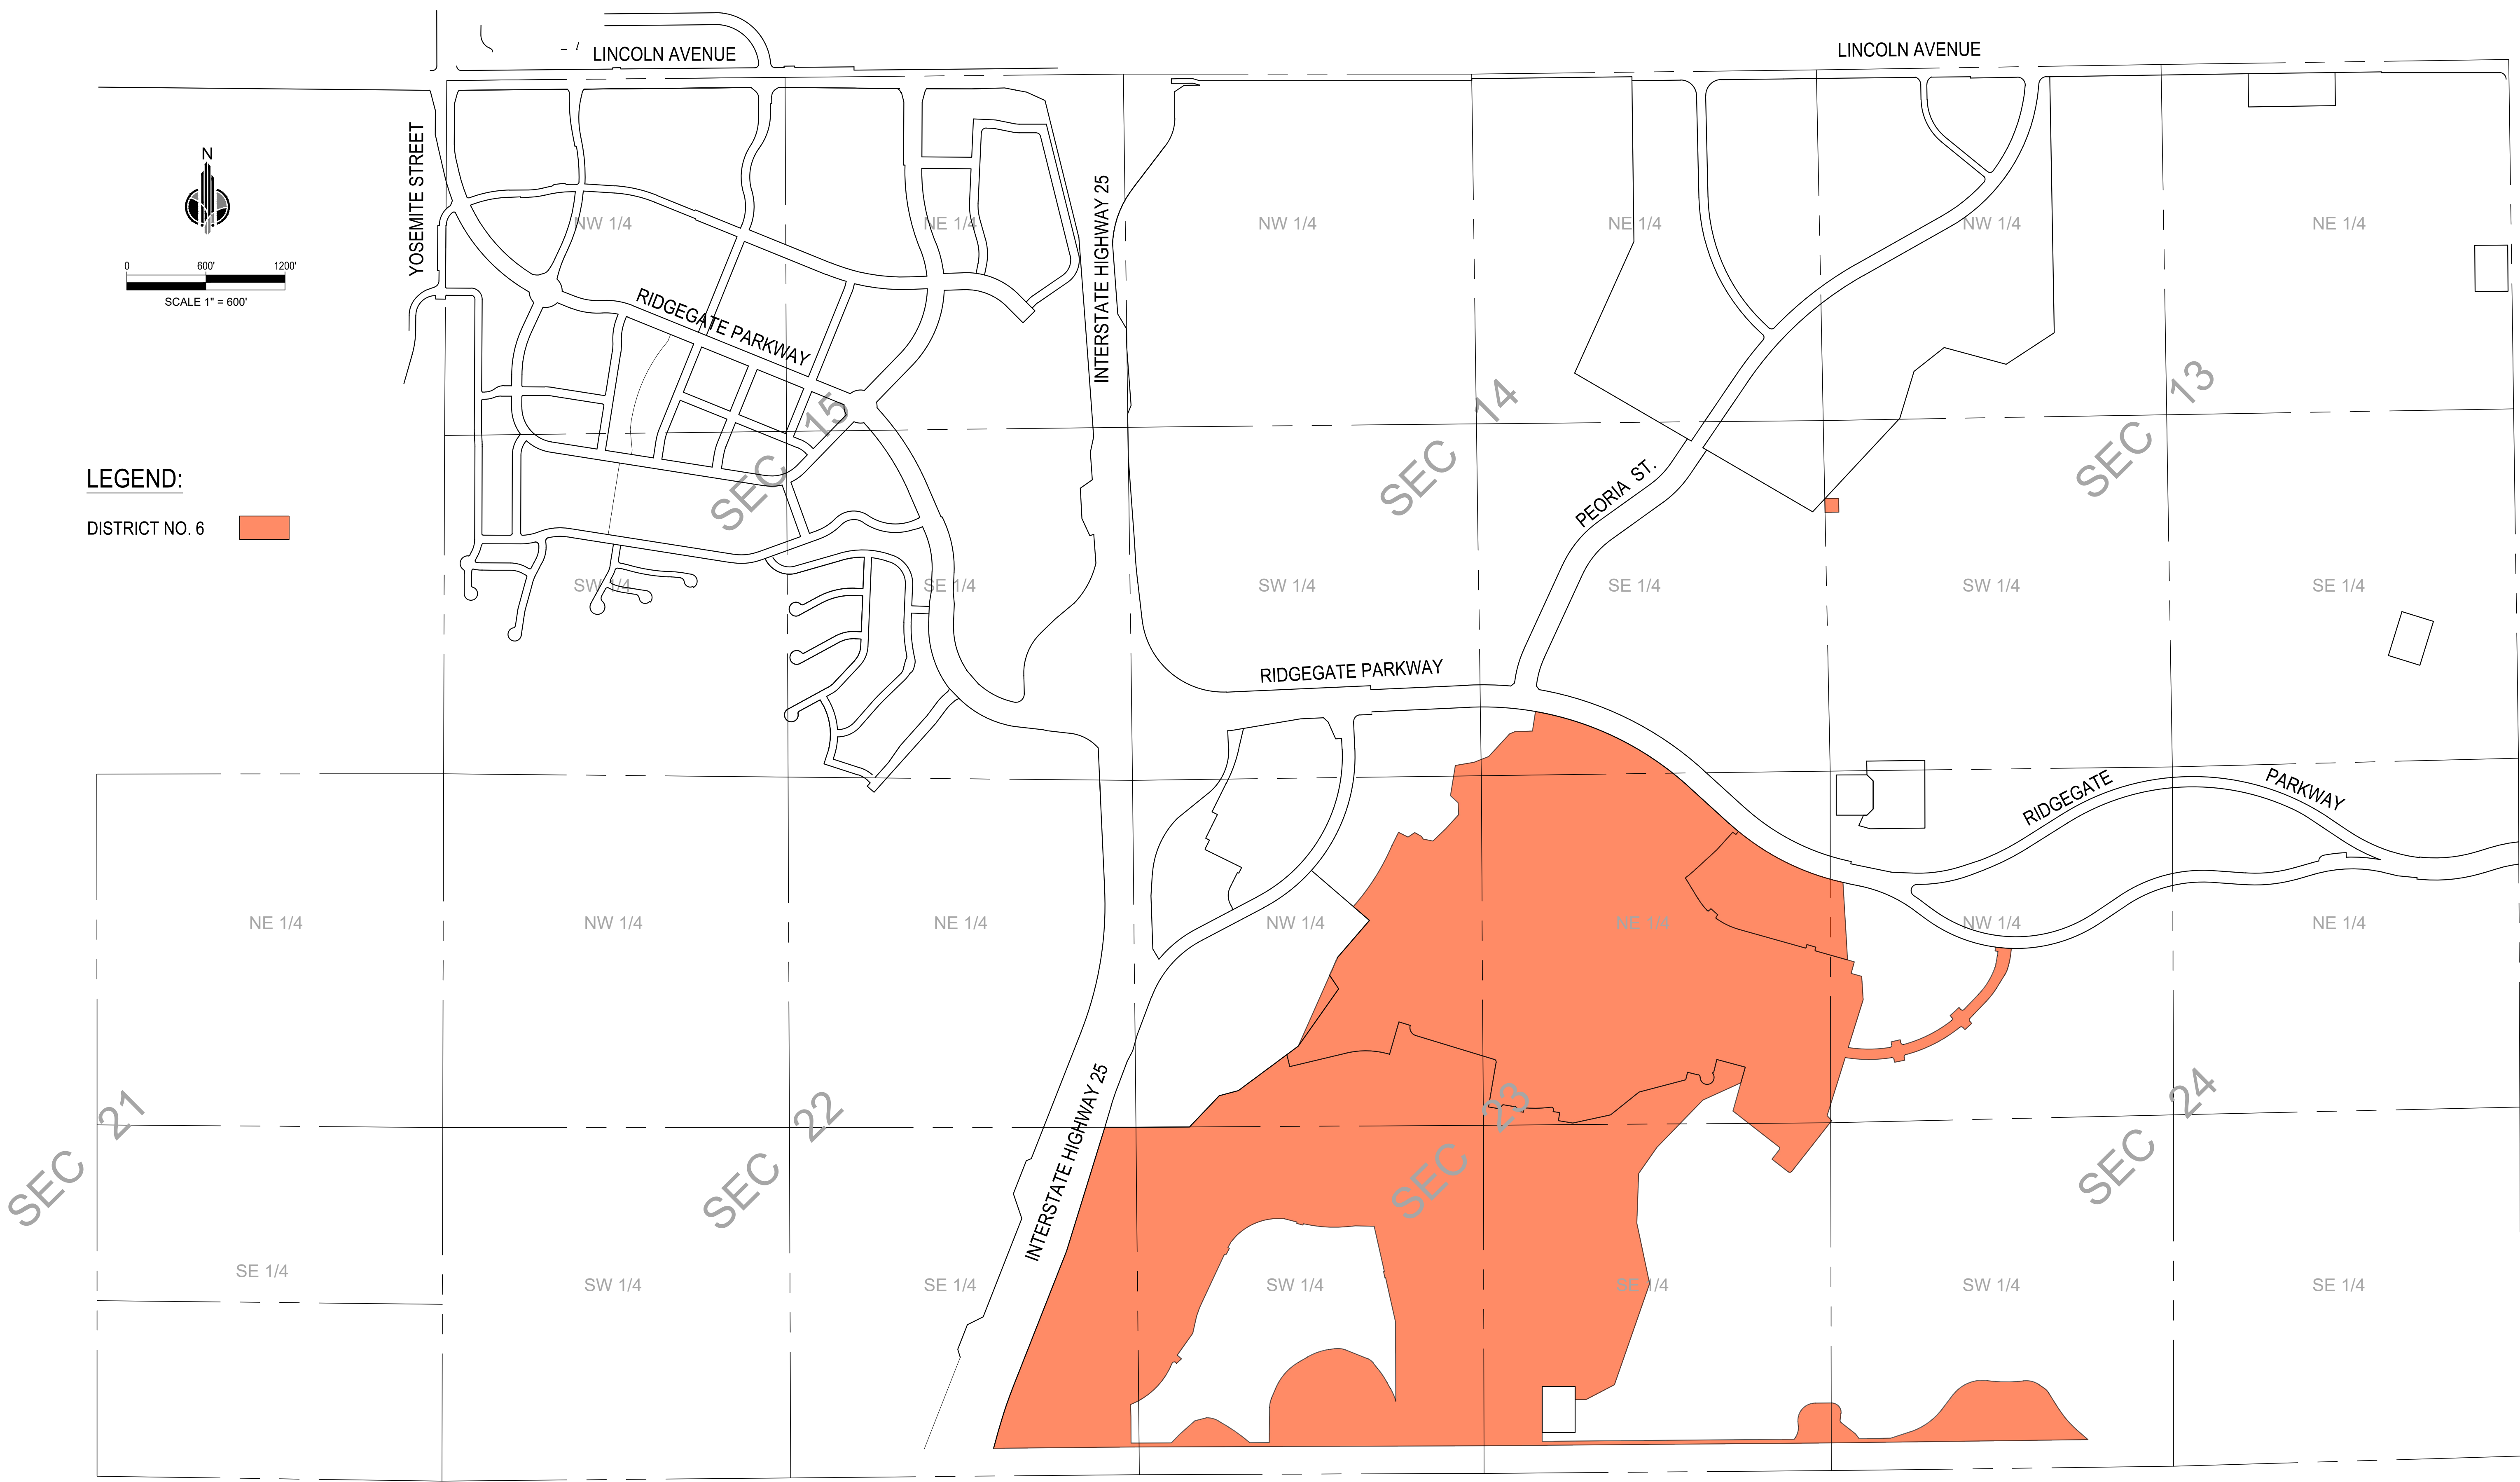 LINCOLN AVENUE
LINCOLN AVENUE
YOSEMITE STREET
N
0 600' 1200'
SCALE 1" = 600'
NW 1/4
NE 1/4
INTERSTATE HIGHWAY 25
NW 1/4
NE 1/4
NW 1/4
NE 1/4
RIDGEGATE PARKWAY
SEC 15
SEC 14
SEC 13
LEGEND:
DISTRICT NO. 6
PEORIA ST.
SW 1/4
SE 1/4
SW 1/4
SE 1/4
SW 1/4
SE 1/4
RIDGEGATE PARKWAY
RIDGEGATE PARKWAY
NE 1/4
NW 1/4
NE 1/4
NW 1/4
NE 1/4
NW 1/4
NE 1/4
SEC 21
SEC 22
INTERSTATE HIGHWAY 25
SEC 23
SEC 24
SE 1/4
SW 1/4
SE 1/4
SW 1/4
SE 1/4
SW 1/4
SE 1/4